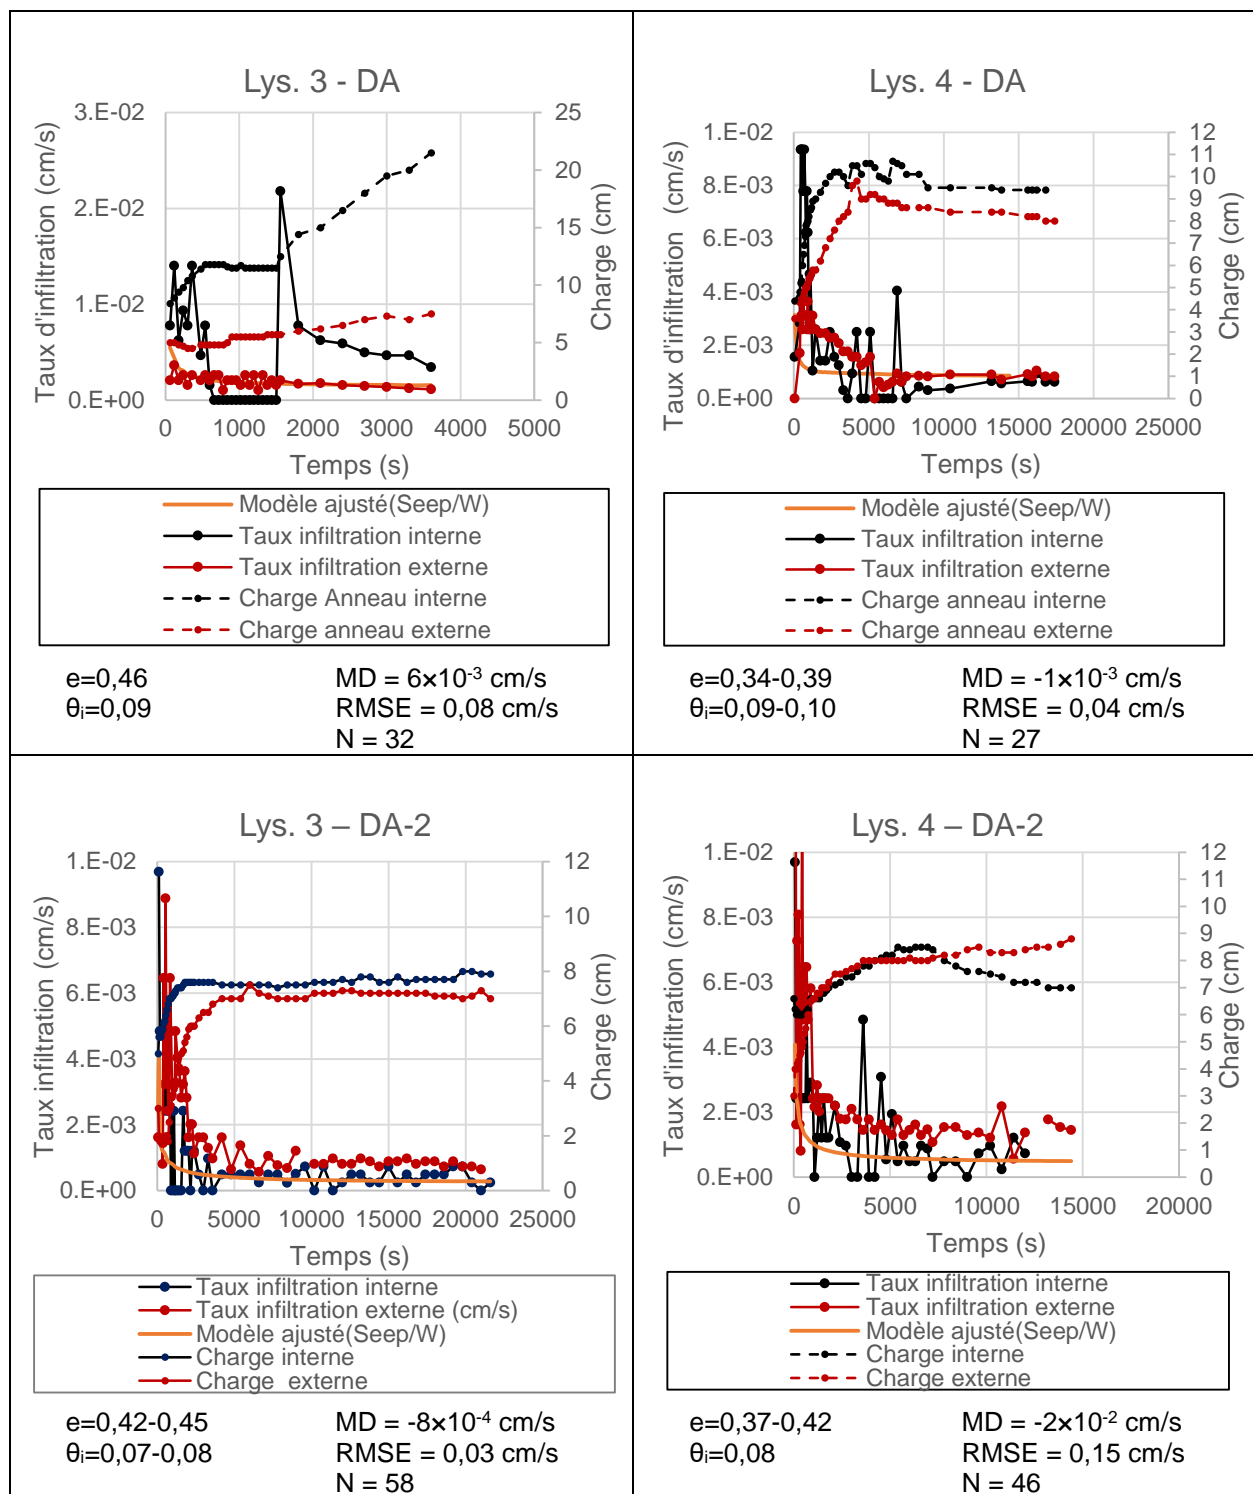 Lys. 3 - DA
Taux d'infiltration (cm/s)
3.E-02
2.E-02
1.E-02
0.E+00
25
20
15
10
5
0
Charge (cm)
0 1000 2000 3000 4000 5000
Temps (s)
Modèle ajusté(Seep/W)
Taux infiltration interne
Taux infiltration externe
Charge Anneau interne
Charge anneau externe
e=0,46
θi=0,09
MD = 6×10-3 cm/s
RMSE = 0,08 cm/s
N = 32
Lys. 4 - DA
Taux d'infiltration (cm/s)
1.E-02
8.E-03
6.E-03
4.E-03
2.E-03
0.E+00
12
11
10
9
8
7
6
5
4
3
2
1
0
Charge (cm)
0 5000 10000 15000 20000 25000
Temps (s)
Modèle ajusté(Seep/W)
Taux infiltration interne
Taux infiltration externe
Charge anneau interne
Charge anneau externe
e=0,34-0,39
θi=0,09-0,10
MD = -1×10-3 cm/s
RMSE = 0,04 cm/s
N = 27
Lys. 3 – DA-2
Taux infiltration (cm/s)
1.E-02
8.E-03
6.E-03
4.E-03
2.E-03
0.E+00
12
10
8
6
4
2
0
Charge (cm)
0 5000 10000 15000 20000 25000
Temps (s)
Taux infiltration interne
Taux infiltration externe (cm/s)
Modèle ajusté(Seep/W)
Charge interne
Charge  externe
e=0,42-0,45
θi=0,07-0,08
MD = -8×10-4 cm/s
RMSE = 0,03 cm/s
N = 58
Lys. 4 – DA-2
Taux d'infiltration (cm/s)
1.E-02
8.E-03
6.E-03
4.E-03
2.E-03
0.E+00
12
11
10
9
8
7
6
5
4
3
2
1
0
Charge (cm)
0 5000 10000 15000 20000
Temps (s)
Taux infiltration interne
Taux infiltration externe
Modèle ajusté(Seep/W)
Charge interne
Charge externe
e=0,37-0,42
θi=0,08
MD = -2×10-2 cm/s
RMSE = 0,15 cm/s
N = 46